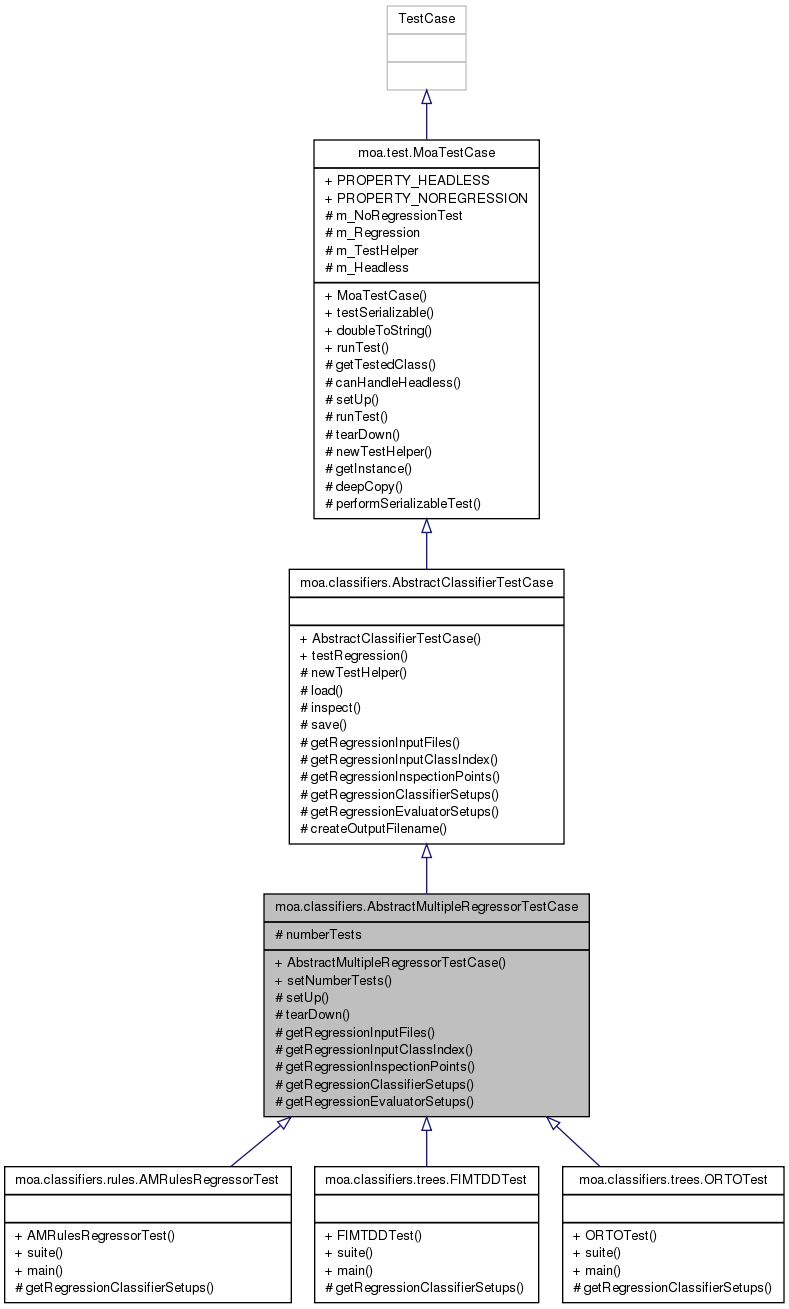 TestCase
moa.test.MoaTestCase
+ PROPERTY_HEADLESS
+ PROPERTY_NOREGRESSION
# m_NoRegressionTest
# m_Regression
# m_TestHelper
# m_Headless
+ MoaTestCase()
+ testSerializable()
+ doubleToString()
+ runTest()
# getTestedClass()
# canHandleHeadless()
# setUp()
# runTest()
# tearDown()
# newTestHelper()
# getInstance()
# deepCopy()
# performSerializableTest()
moa.classifiers.AbstractClassifierTestCase
+ AbstractClassifierTestCase()
+ testRegression()
# newTestHelper()
# load()
# inspect()
# save()
# getRegressionInputFiles()
# getRegressionInputClassIndex()
# getRegressionInspectionPoints()
# getRegressionClassifierSetups()
# getRegressionEvaluatorSetups()
# createOutputFilename()
moa.classifiers.AbstractMultipleRegressorTestCase
# numberTests
+ AbstractMultipleRegressorTestCase()
+ setNumberTests()
# setUp()
# tearDown()
# getRegressionInputFiles()
# getRegressionInputClassIndex()
# getRegressionInspectionPoints()
# getRegressionClassifierSetups()
# getRegressionEvaluatorSetups()
moa.classifiers.rules.AMRulesRegressorTest
+ AMRulesRegressorTest()
+ suite()
+ main()
# getRegressionClassifierSetups()
moa.classifiers.trees.FIMTDDTest
+ FIMTDDTest()
+ suite()
+ main()
# getRegressionClassifierSetups()
moa.classifiers.trees.ORTOTest
+ ORTOTest()
+ suite()
+ main()
# getRegressionClassifierSetups()